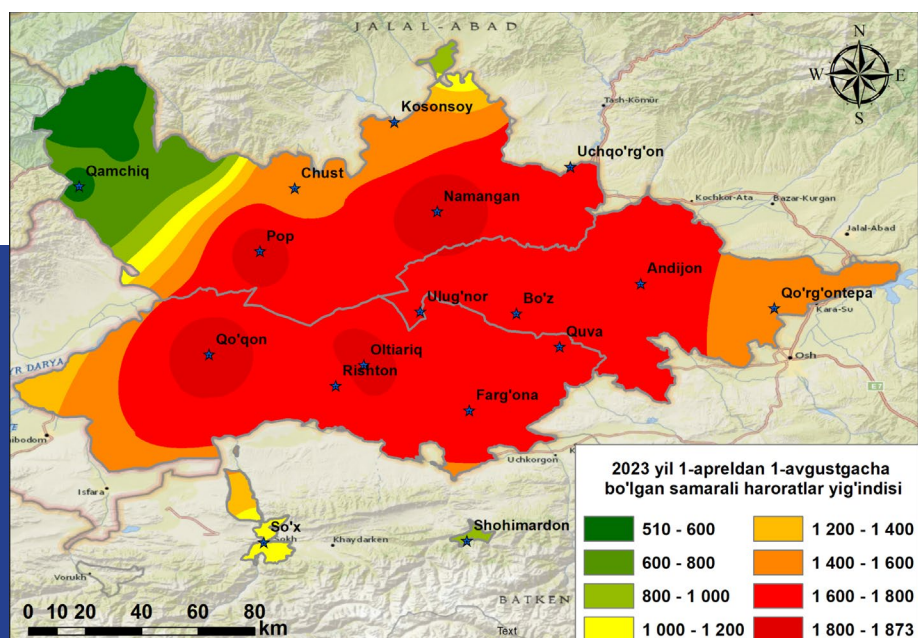 JALAL-ABAD
N
W E
S
Kosonsoy
Tash-Kömür
Uchqo'rg'on
Qamchiq
Chust
Kochkor-Ata
Bazar-Kurgan
Namangan
Jalal-Abad
Pop
Andijon
Ulug'nor
Bo'z
Qo'rg'ontepa
Kara-Su
Quva
Qo'qon
Oltiariq
Osh
YR DARYA
Rishton
E7
Farg'ona
hibodom
Uchkorgon
Isfara
So'x
Sokh
Khaydarken
Shohimardon
Vorukh
BATKEN
0 10 20 40 60 80
km
Text
2023 yil 1-apreldan 1-avgustgacha
bo'lgan samarali haroratlar yig'indisi
510 - 600
600 - 800
800 - 1 000
1 000 - 1 200
1 200 - 1 400
1 400 - 1 600
1 600 - 1 800
1 800 - 1 873